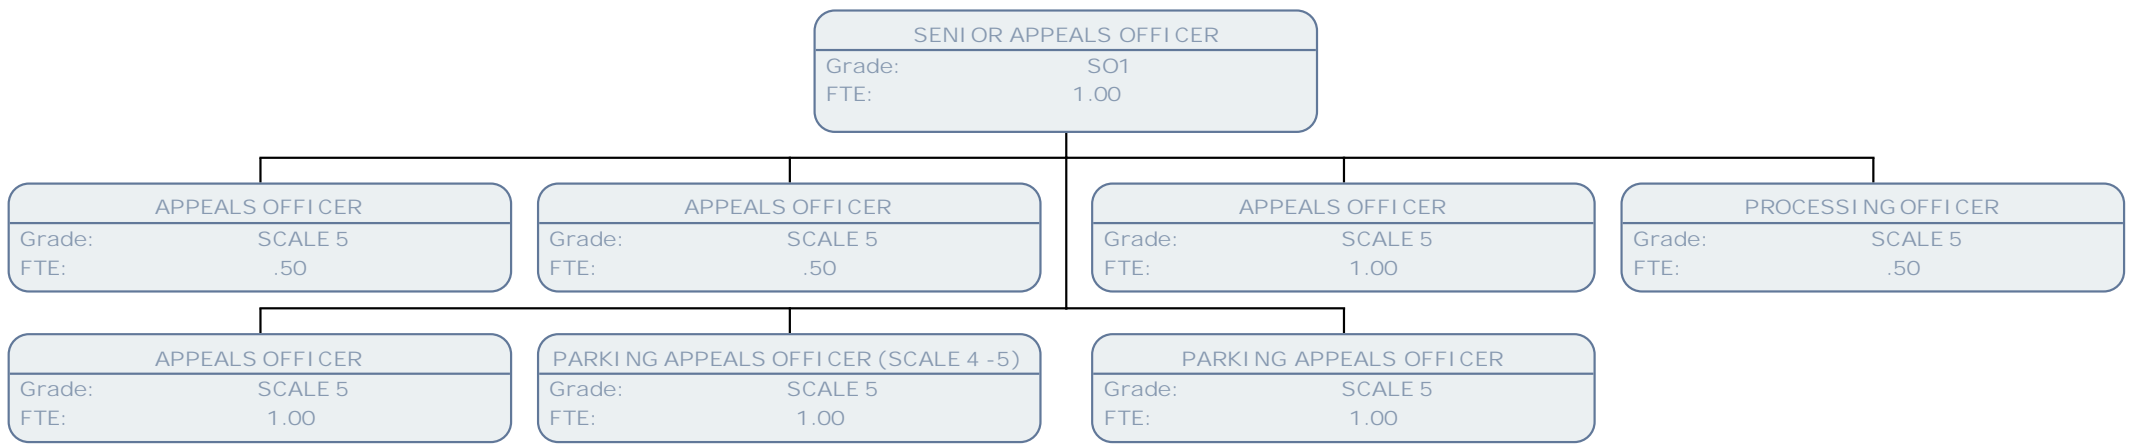 SENIOR APPEALS OFFICER
Grade: SO1
FTE: 1.00
APPEALS OFFICER
Grade: SCALE 5
FTE: .50
APPEALS OFFICER
Grade: SCALE 5
FTE: .50
APPEALS OFFICER
Grade: SCALE 5
FTE: 1.00
PROCESSING OFFICER
Grade: SCALE 5
FTE: .50
APPEALS OFFICER
Grade: SCALE 5
FTE: 1.00
PARKING APPEALS OFFICER (SCALE 4 -5)
Grade: SCALE 5
FTE: 1.00
PARKING APPEALS OFFICER
Grade: SCALE 5
FTE: 1.00